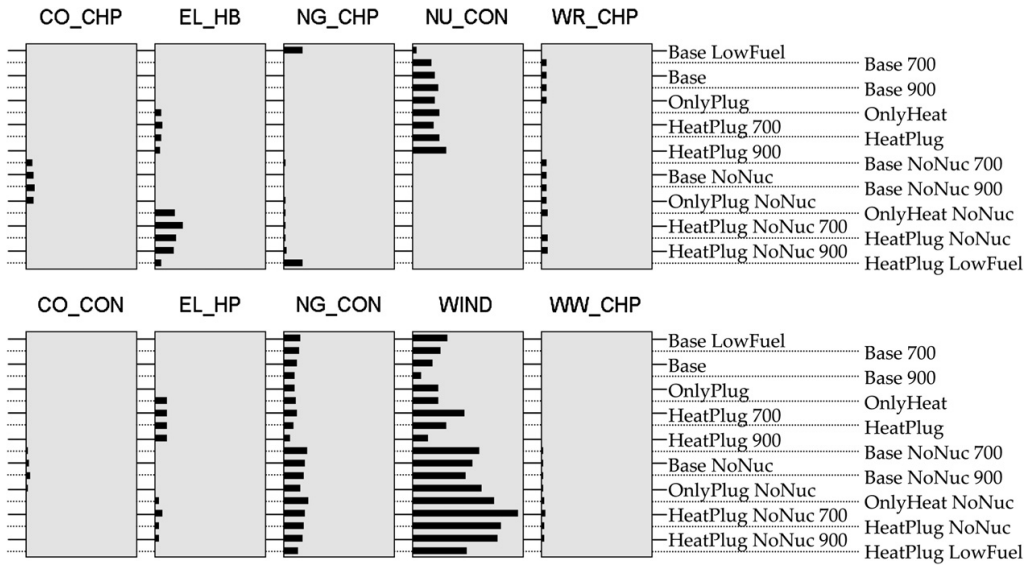 CO_CHP EL_HB NG_CHP NU_CON WR_CHP
Base LowFuel
Base 700
Base
Base 900
OnlyPlug
OnlyHeat
HeatPlug 700
HeatPlug
HeatPlug 900
Base NoNuc 700
Base NoNuc
Base NoNuc 900
OnlyPlug NoNuc
OnlyHeat NoNuc
HeatPlug NoNuc 700
HeatPlug NoNuc
HeatPlug NoNuc 900
HeatPlug LowFuel
CO_CON EL_HP NG_CON WIND WW_CHP
Base LowFuel
Base 700
Base
Base 900
OnlyPlug
OnlyHeat
HeatPlug 700
HeatPlug
HeatPlug 900
Base NoNuc 700
Base NoNuc
Base NoNuc 900
OnlyPlug NoNuc
OnlyHeat NoNuc
HeatPlug NoNuc 700
HeatPlug NoNuc
HeatPlug NoNuc 900
HeatPlug LowFuel